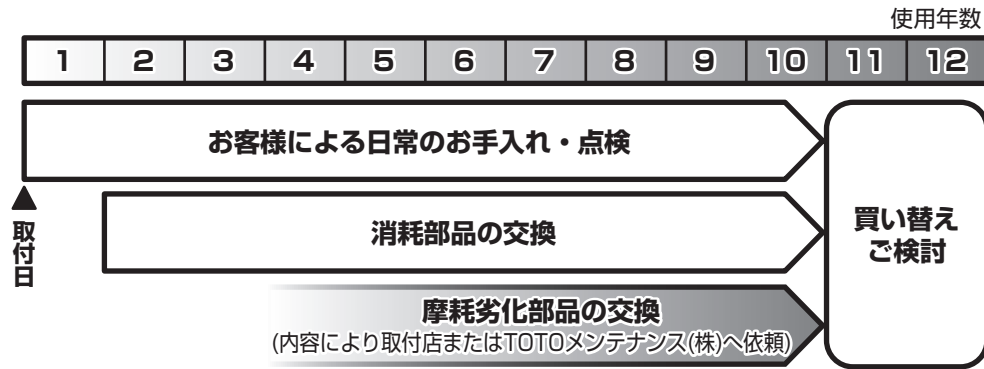 使用年数
1 2 3 4 5 6 7 8 9 10 11 12
お客様による日常のお手入れ・点検
取付日
消耗部品の交換
買い替え
ご検討
摩耗劣化部品の交換
(内容により取付店またはTOTOメンテナンス(株)へ依頼)